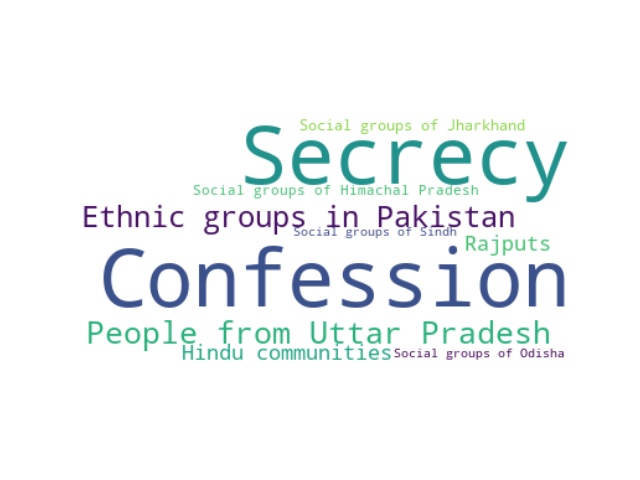 Social groups of Jharkhand
Secrecy
Social groups of Himachal Pradesh
Ethnic groups in Pakistan
Social groups of Sindh
Rajputs
Confession
People from Uttar Pradesh
Hindu communities
Social groups of Odisha